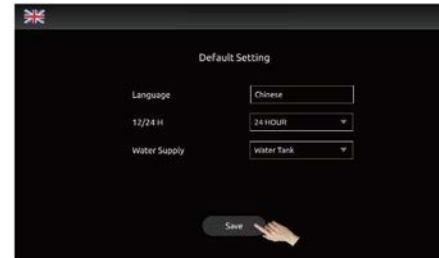 Default Setting
Language Chinese
12/24 H 24 HOUR
Water Supply Water Tank
Save